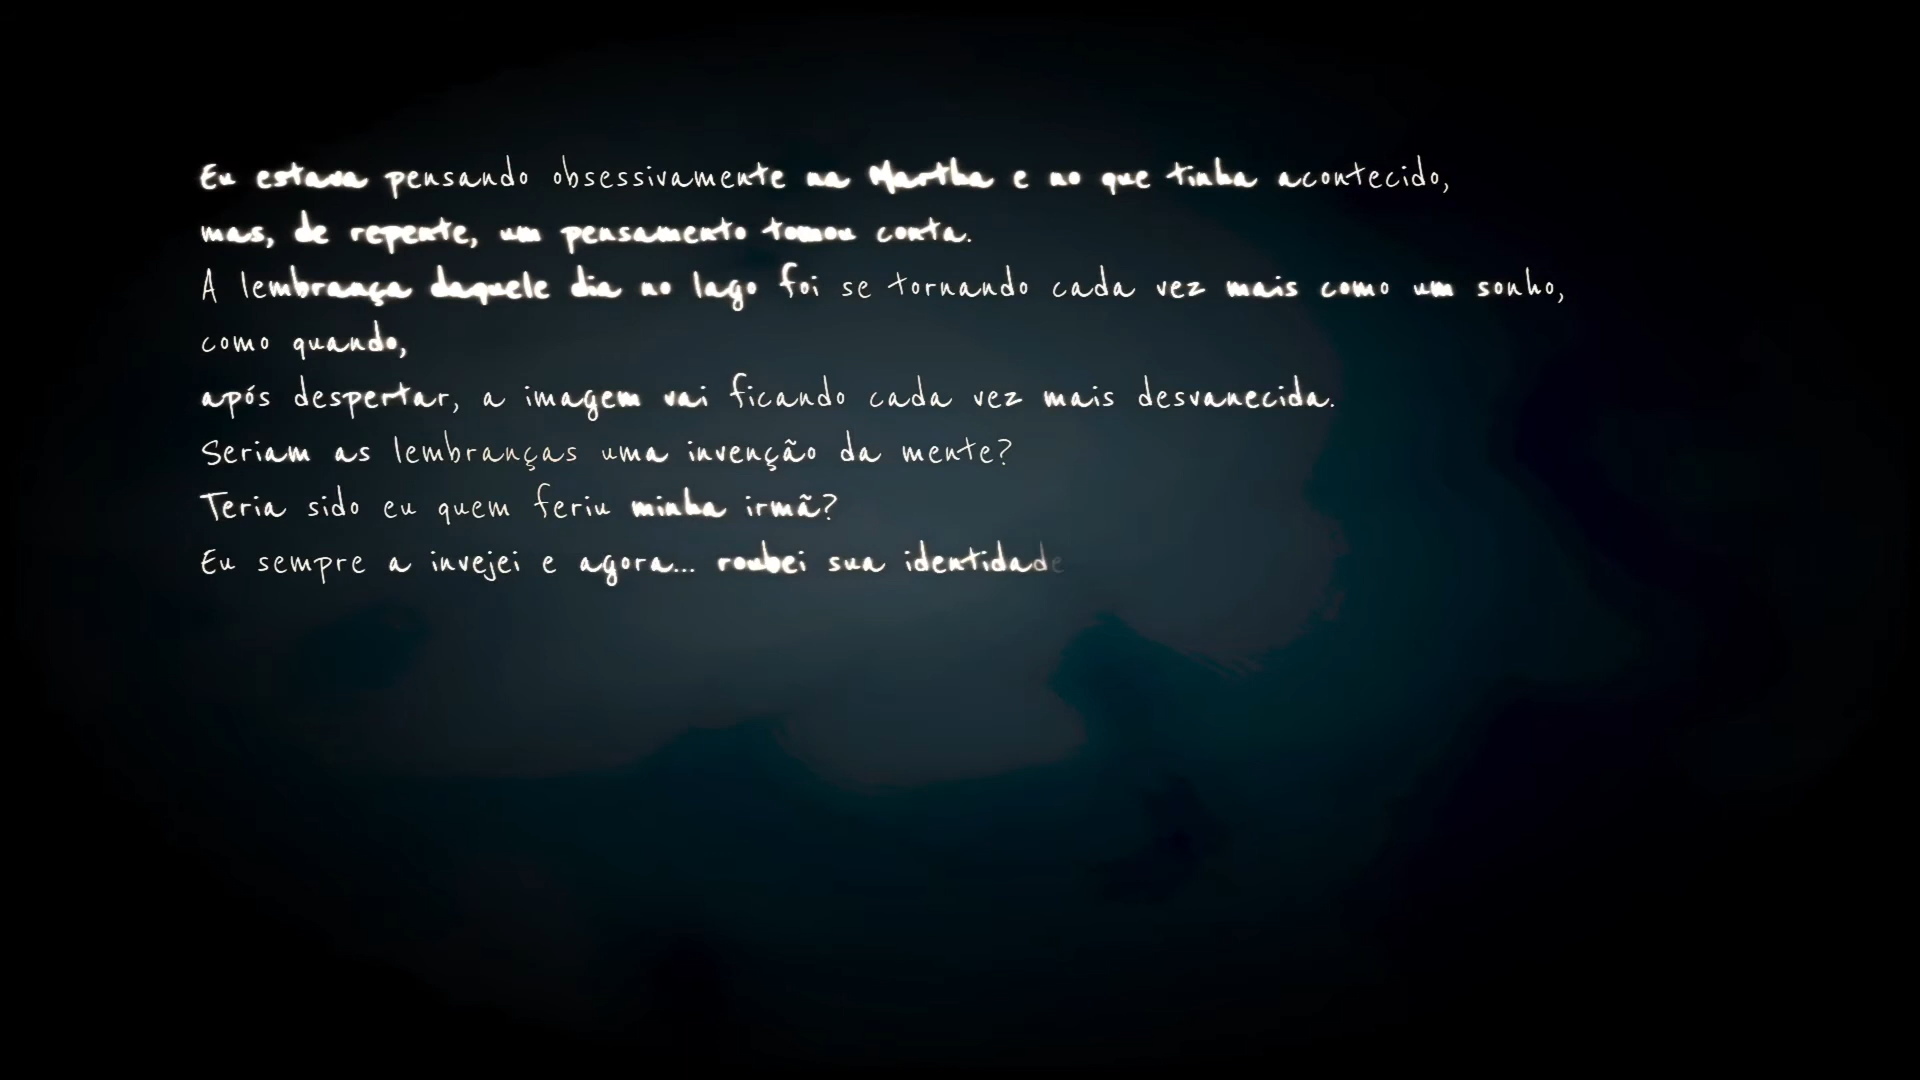 Eu estava pensando obsessivamente na Martha e no que tinha acontecido,
mas, de repente, um pensamento tomou conta.
A lembrança daquele dia no lago foi se tornando cada vez mais como um sonho,
como quando,
após despertar, a imagem vai ficando cada vez mais desvanecida.
Seriam as lembranças uma invenção da mente?
Teria sido eu quem feriu minha irmã?
Eu sempre a invejei e agora... roubei sua identidade